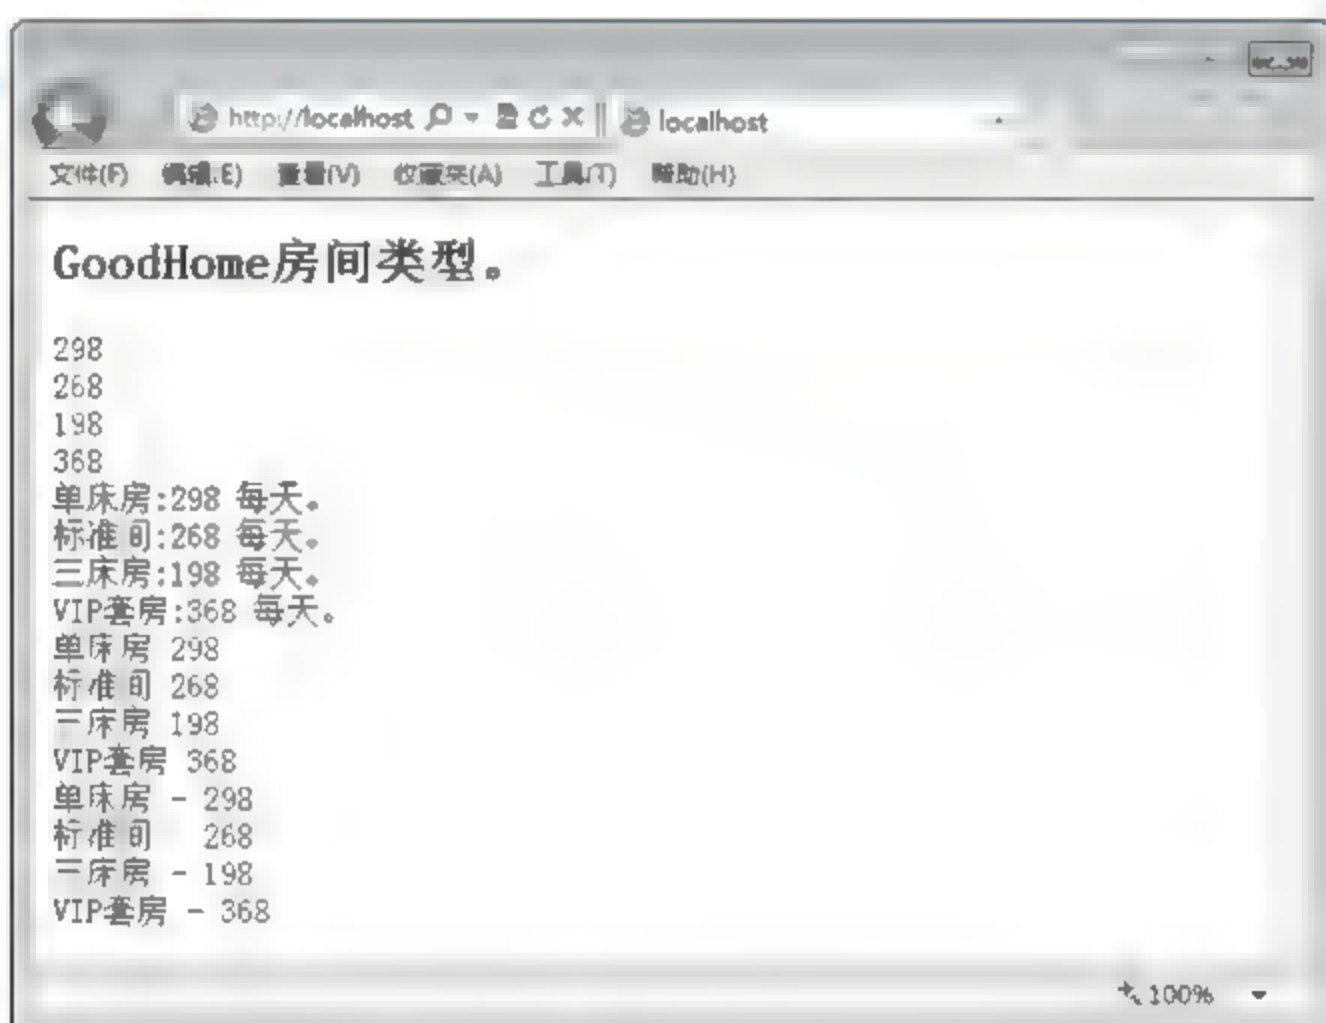 http://localhost
localhost
文件(F) 编辑(E) 查看(V) 收藏夹(A) 工具(T) 帮助(H)
GoodHome房间类型。
298
268
198
368
单床房:298 每天。
标准间:268 每天。
三床房:198 每天。
VIP套房:368 每天。
单床房 298
标准间 268
三床房 198
VIP套房 368
单床房 - 298
标准间 268
三床房 - 198
VIP套房 - 368
100%